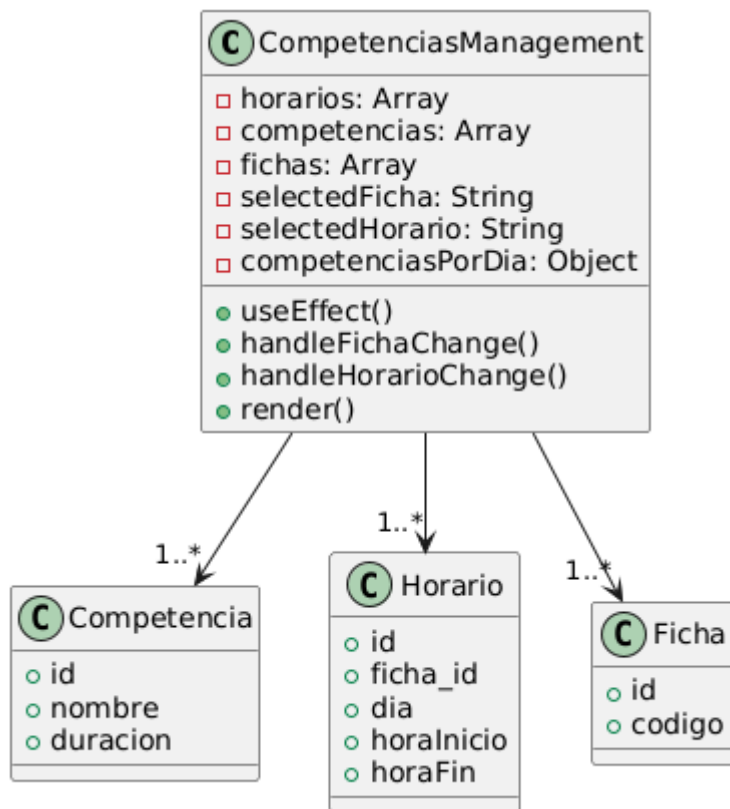 C CompetenciasManagement
horarios: Array
competencias: Array
fichas: Array
selectedFicha: String
selectedHorario: String
competenciasPorDia: Object
useEffect()
handleFichaChange()
handleHorarioChange()
render()
1..*
1..*
1..*
C Competencia
id
nombre
duracion
C Horario
id
ficha_id
dia
horaInicio
horaFin
C Ficha
id
codigo